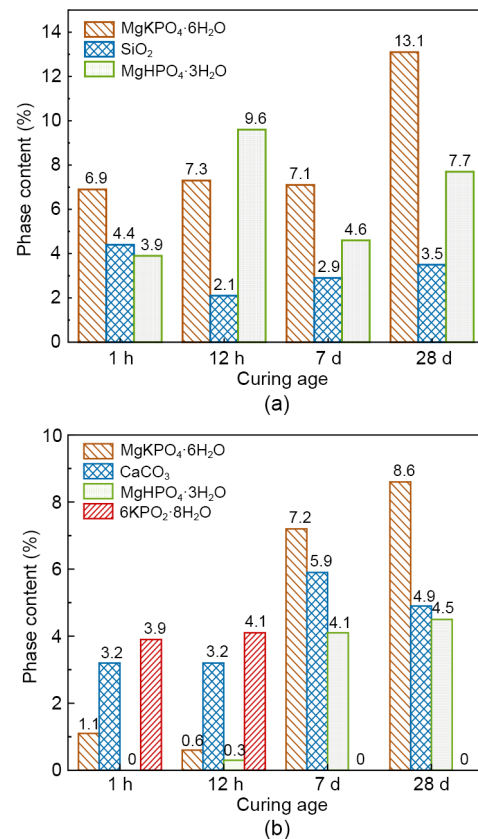 14
12
10
8
6
4
2
0
Phase content (%)
MgKPO₄·6H₂O
SiO₂
MgHPO₄·3H₂O
6.9
4.4
3.9
7.3
2.1
9.6
7.1
2.9
4.6
13.1
3.5
7.7
1 h
12 h
7 d
28 d
Curing age
(a)
10
8
6
4
2
0
Phase content (%)
MgKPO₄·6H₂O
CaCO₃
MgHPO₄·3H₂O
6KPO₂·8H₂O
1.1
3.2
0
3.9
0.6
3.2
0.3
4.1
7.2
5.9
4.1
0
8.6
4.9
4.5
0
1 h
12 h
7 d
28 d
Curing age
(b)